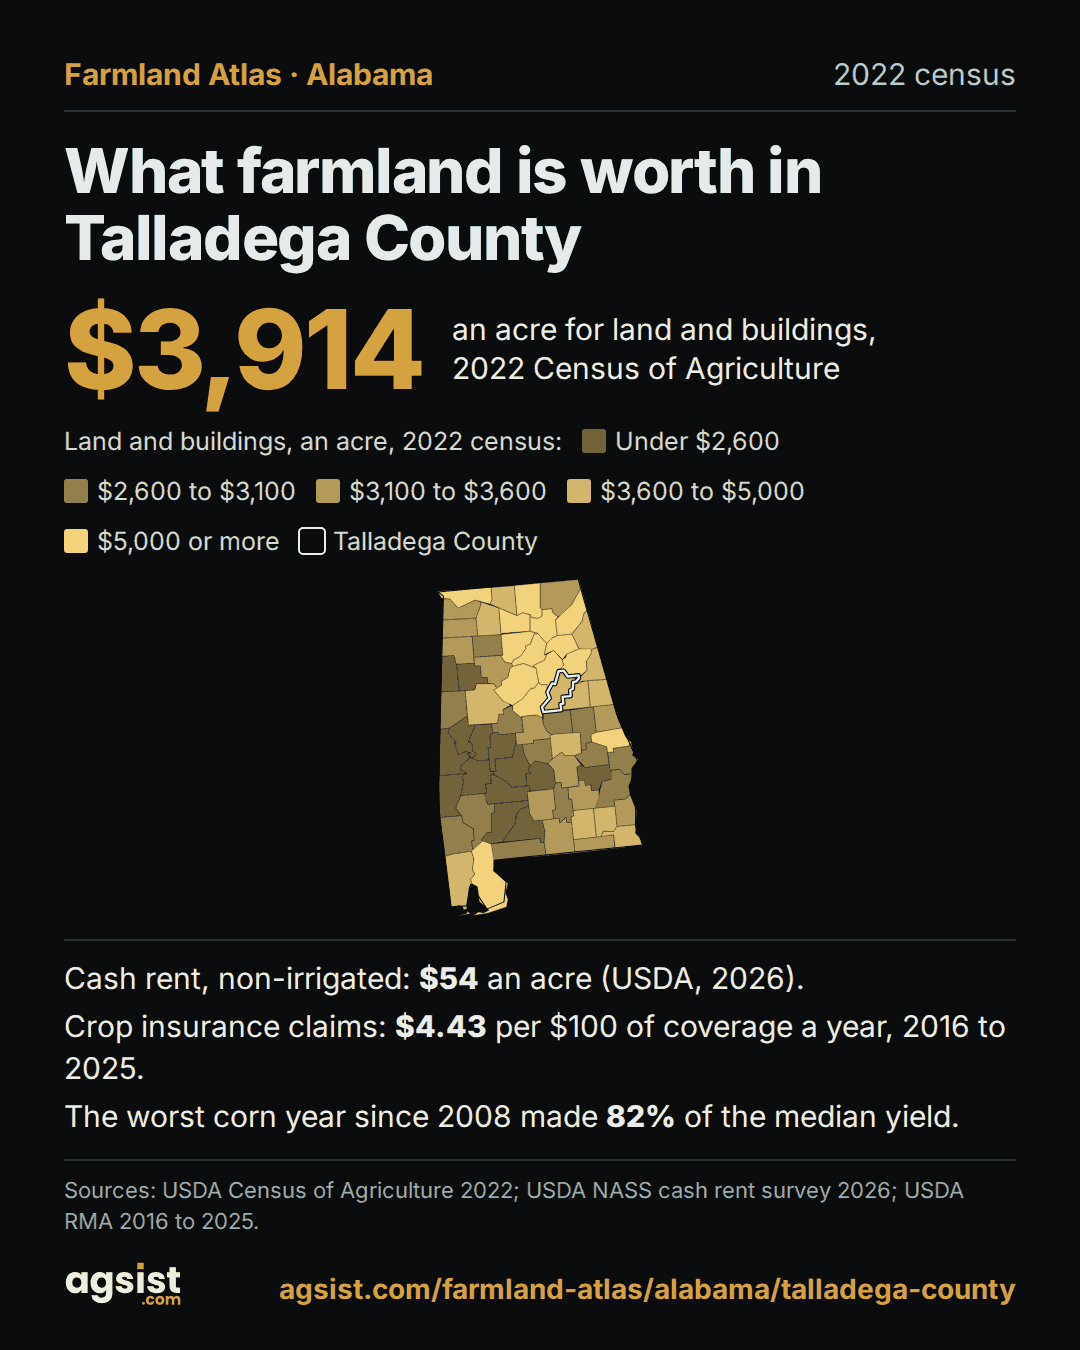 Farmland Atlas · Alabama
2022 census
What farmland is worth in
Talladega County
$3,914
an acre for land and buildings,
2022 Census of Agriculture
Land and buildings, an acre, 2022 census: Under $2,600
$2,600 to $3,100 $3,100 to $3,600 $3,600 to $5,000
$5,000 or more Talladega County
Cash rent, non-irrigated: $54 an acre (USDA, 2026).
Crop insurance claims: $4.43 per $100 of coverage a year, 2016 to
2025.
The worst corn year since 2008 made 82% of the median yield.
Sources: USDA Census of Agriculture 2022; USDA NASS cash rent survey 2026; USDA
RMA 2016 to 2025.
agsist
.com
agsist.com/farmland-atlas/alabama/talladega-county